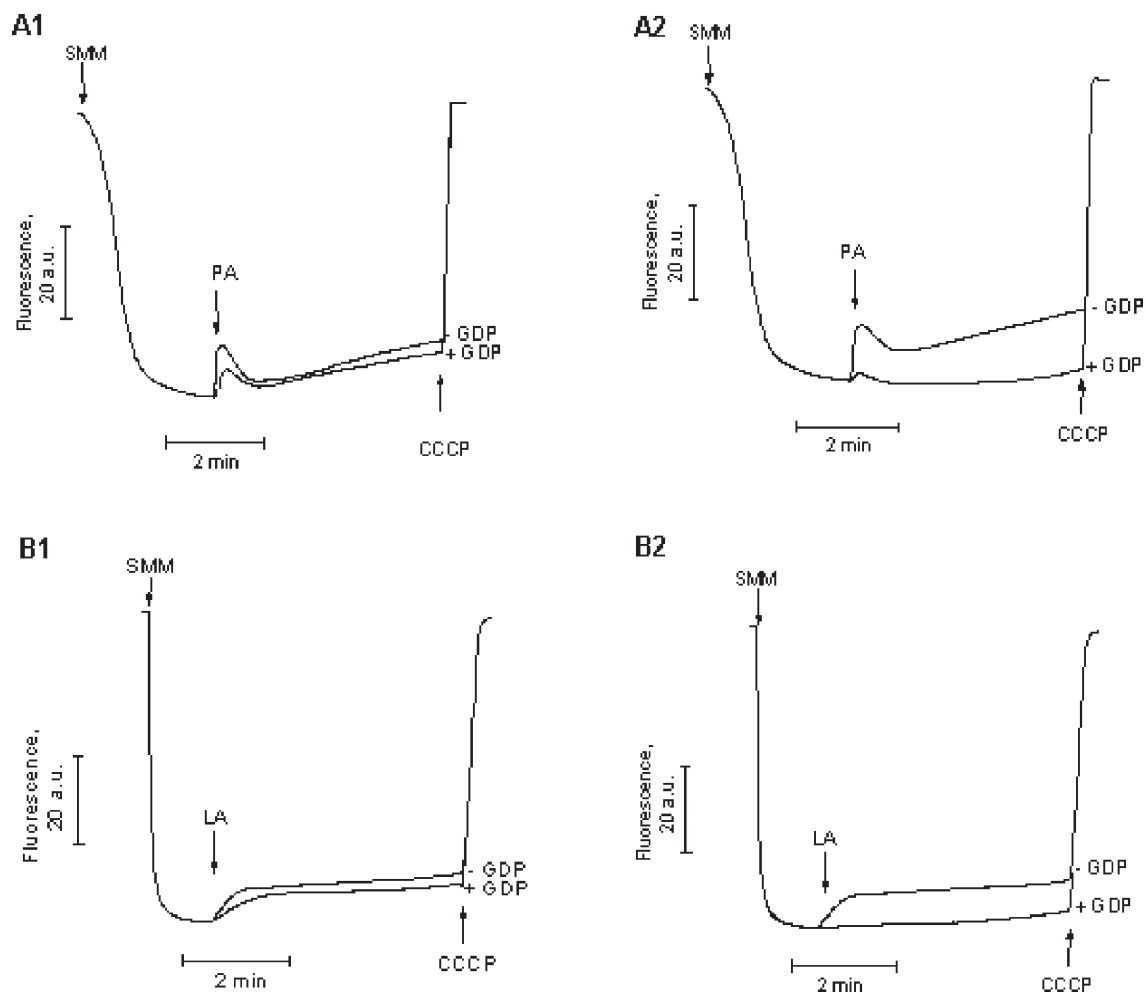 A1
SMM
Fluorescence,
20 a.u.
PA
- GDP
+ GDP
2 min
CCCP
A2
SMM
Fluorescence,
20 a.u.
PA
- GDP
+ GDP
2 min
CCCP
B1
SMM
Fluorescence,
20 a.u.
LA
- GDP
+ GDP
2 min
CCCP
B2
SMM
Fluorescence,
20 a.u.
LA
- GDP
+ GDP
2 min
CCCP